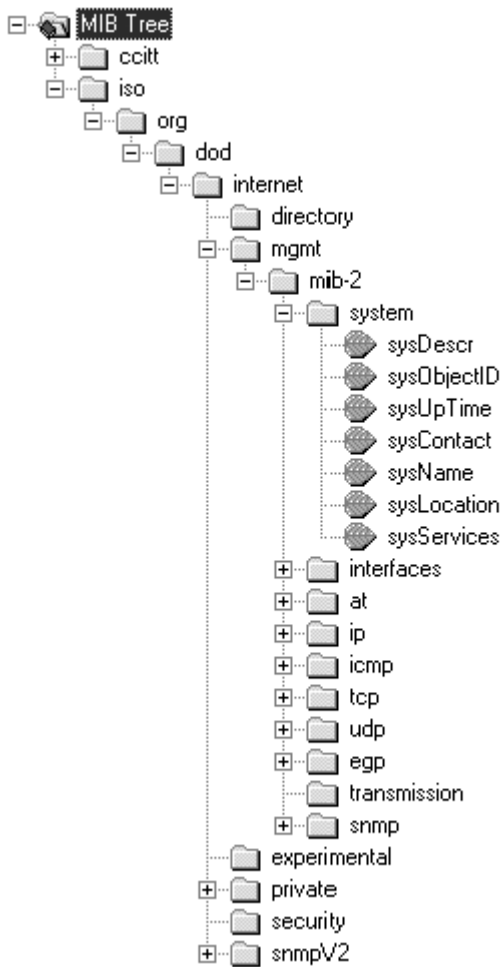 MIB Tree
ccitt
iso
org
dod
internet
directory
mgmt
mib-2
system
sysDescr
sysObjectID
sysUpTime
sysContact
sysName
sysLocation
sysServices
interfaces
at
ip
icmp
tcp
udp
egp
transmission
snmp
experimental
private
security
snmpV2